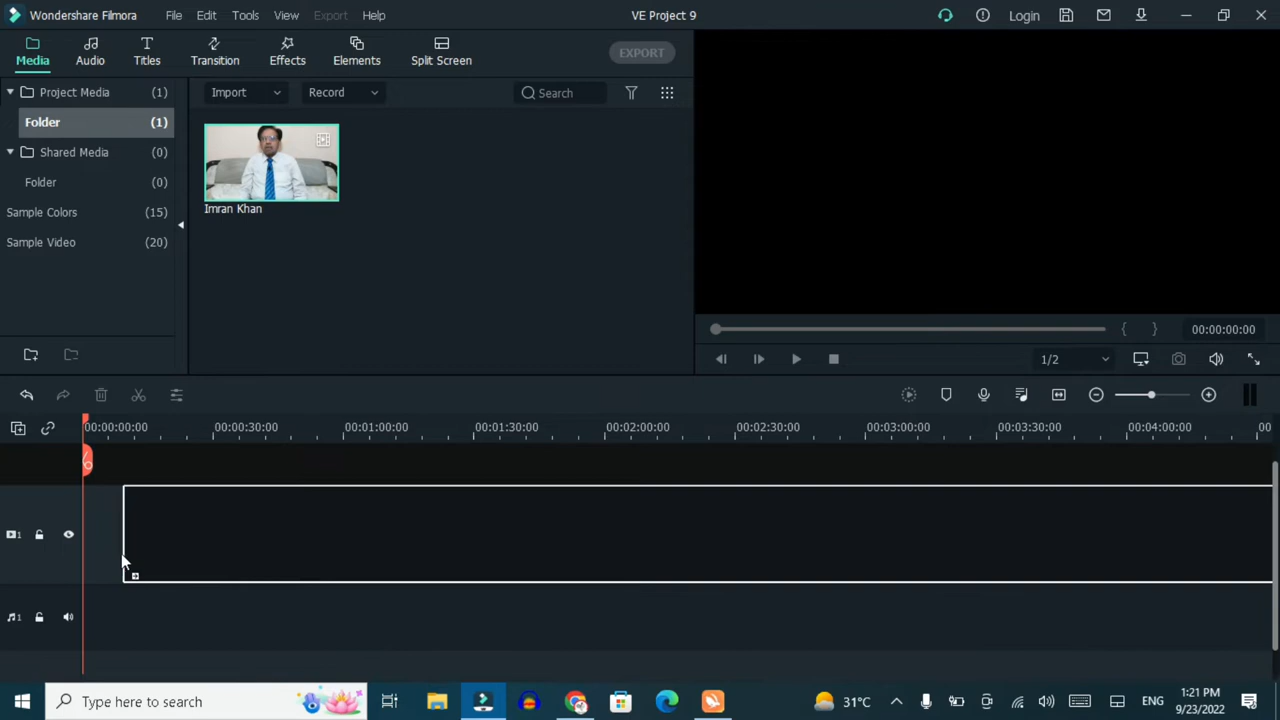 Wondershare Filmora File Edit Tools View Export Help VE Project 9 Login
Media Audio Titles Transition Effects Elements Split Screen EXPORT
Project Media (1)
Folder (1)
Shared Media (0)
Folder (0)
Sample Colors (15)
Sample Video (20)
Import Record Search
Imran Khan
00:00:00:00
1/2
00:00:00:00 00:00:30:00 00:01:00:00 00:01:30:00 00:02:00:00 00:02:30:00 00:03:00:00 00:03:30:00 00:04:00:00 00
1
1
Type here to search 31°C ENG 1:21 PM
9/23/2022